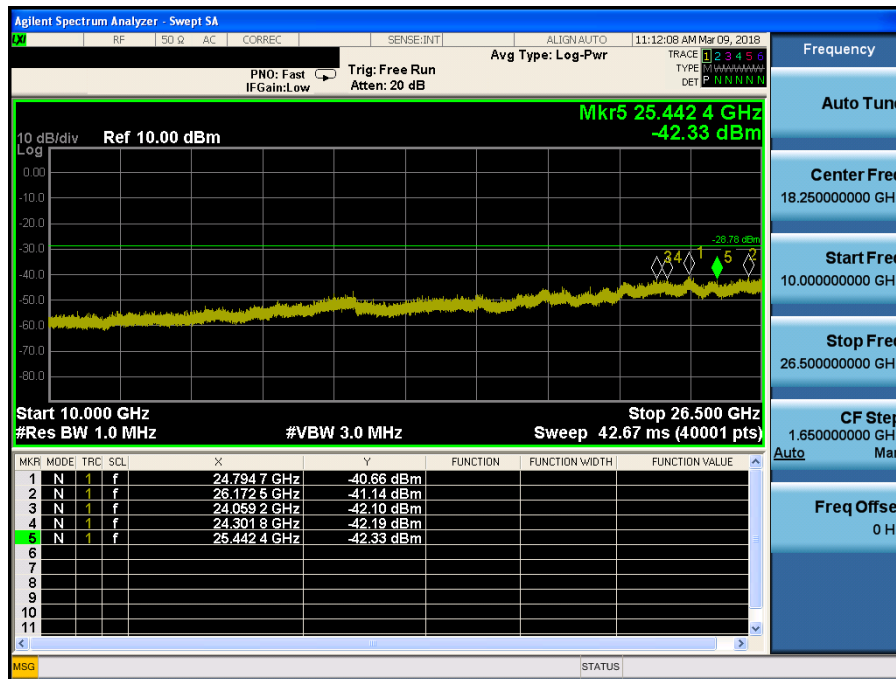 Agilent Spectrum Analyzer - Swept SA
LXI RF 50 Ω AC CORREC SENSE:INT ALIGN AUTO 11:12:08 AM Mar 09, 2018
PNO: Fast
IFGain:Low
Trig: Free Run
Atten: 20 dB
Avg Type: Log-Pwr
TRACE 1 2 3 4 5 6
TYPE M
DET P N N N N N
Mkr5 25.442 4 GHz
-42.33 dBm
10 dB/div Ref 10.00 dBm
Log
0.00
-10.0
-20.0
-30.0
-40.0
-50.0
-60.0
-70.0
-80.0
-28.78 dBm
3 4 1 5 2
Start 10.000 GHz Stop 26.500 GHz
#Res BW 1.0 MHz #VBW 3.0 MHz Sweep 42.67 ms (40001 pts)
MKR MODE TRC SCL X Y FUNCTION FUNCTION WIDTH FUNCTION VALUE
1 N 1 f 24.794 7 GHz -40.66 dBm
2 N 1 f 26.172 5 GHz -41.14 dBm
3 N 1 f 24.059 2 GHz -42.10 dBm
4 N 1 f 24.301 8 GHz -42.19 dBm
5 N 1 f 25.442 4 GHz -42.33 dBm
6
7
8
9
10
11
MSG STATUS
Frequency
Auto Tun
Center Fre
18.250000000 GH
Start Fre
10.000000000 GH
Stop Fre
26.500000000 GH
CF Step
1.650000000 GH
Auto Ma
Freq Offse
0 H